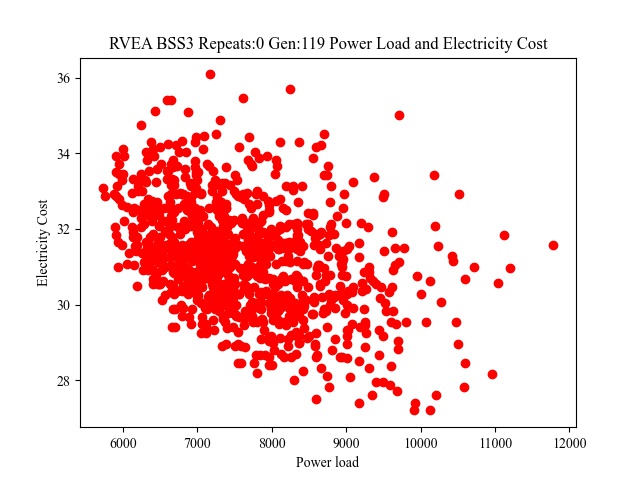 RVEA BSS3 Repeats:0 Gen:119 Power Load and Electricity Cost
36
34
32
30
28
Electricity Cost
6000 7000 8000 9000 10000 11000 12000
Power load